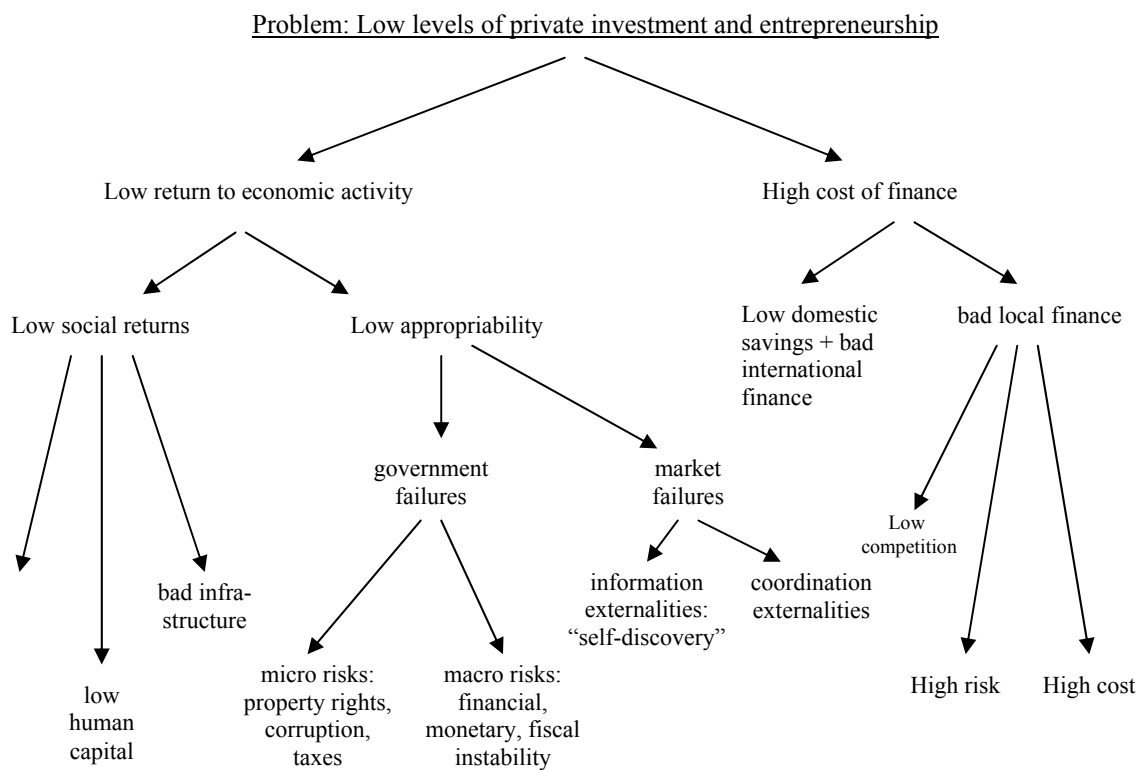 Problem: Low levels of private investment and entrepreneurship
Low return to economic activity
High cost of finance
Low social returns
Low appropriability
Low domestic
savings + bad
international
finance
bad local finance
government
failures
market
failures
Low
competition
bad infra-
structure
information
externalities:
“self-discovery”
coordination
externalities
low
human
capital
micro risks:
property rights,
corruption,
taxes
macro risks:
financial,
monetary, fiscal
instability
High risk
High cost